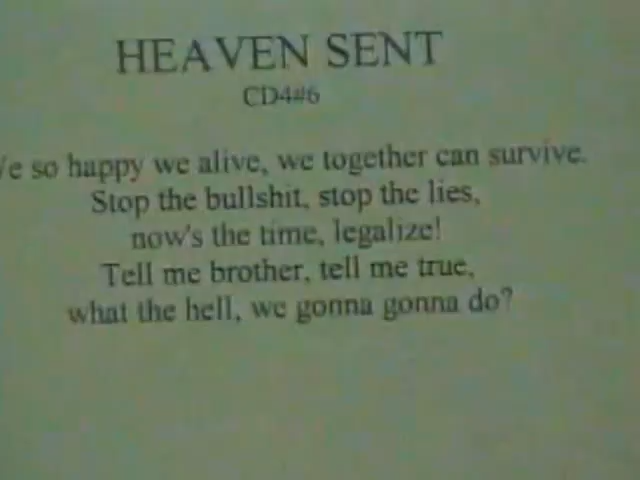 HEAVEN SENT
CD4#6
We so happy we alive, we together can survive.
Stop the bullshit, stop the lies,
now's the time, legalize!
Tell me brother, tell me true,
what the hell, we gonna gonna do?